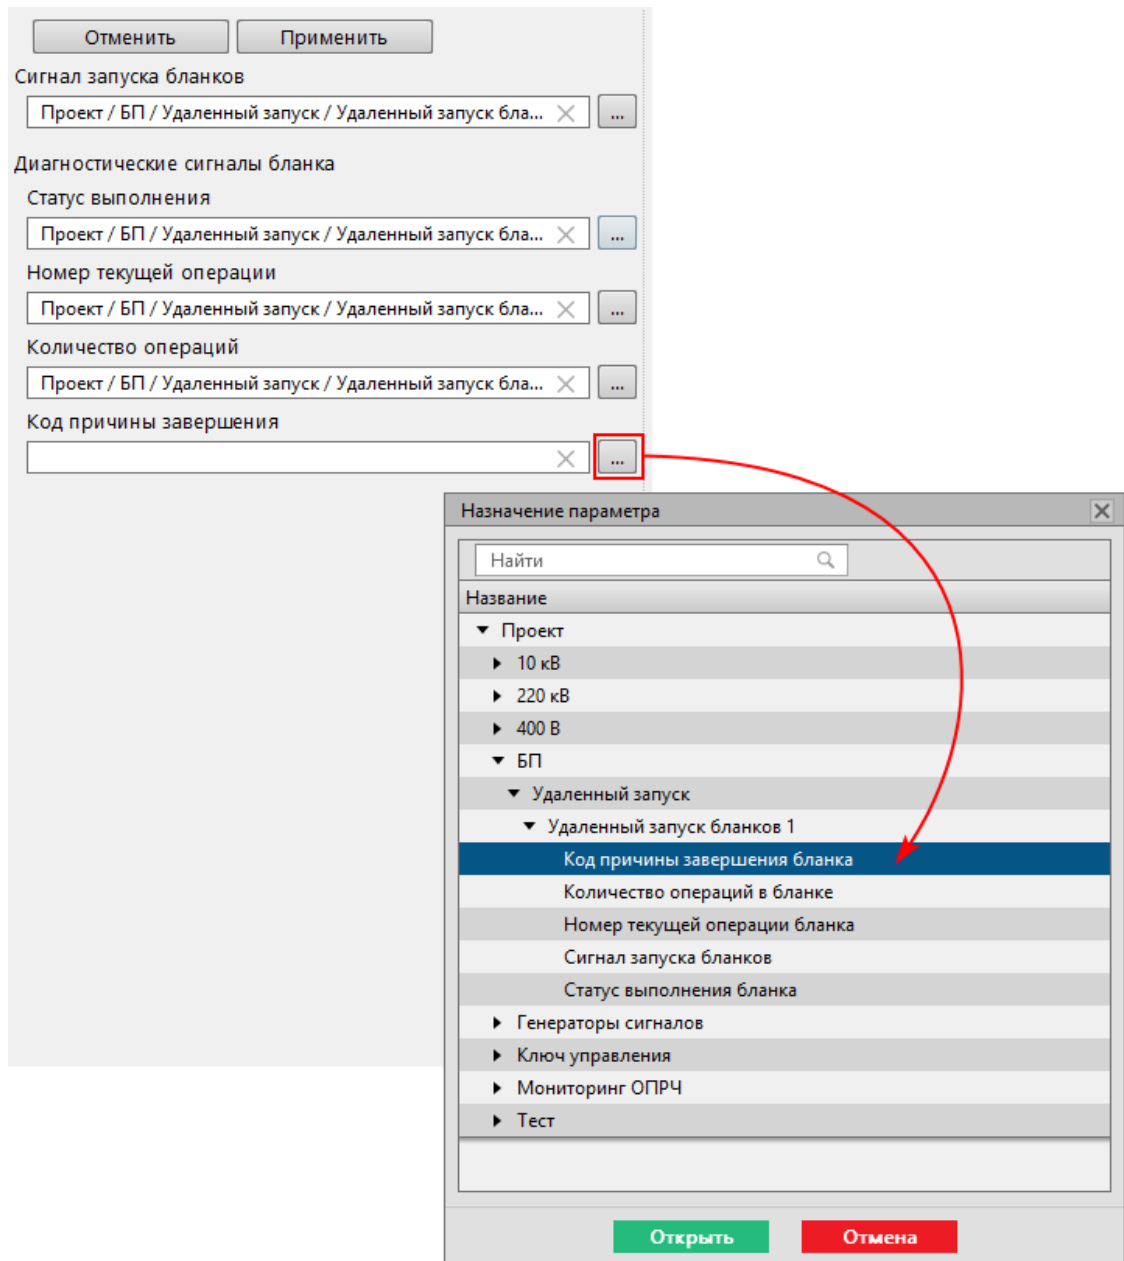 Отменить Применить
Сигнал запуска бланков
Проект / БП / Удаленный запуск / Удаленный запуск бла... ...
Диагностические сигналы бланка
Статус выполнения
Проект / БП / Удаленный запуск / Удаленный запуск бла... ...
Номер текущей операции
Проект / БП / Удаленный запуск / Удаленный запуск бла... ...
Количество операций
Проект / БП / Удаленный запуск / Удаленный запуск бла... ...
Код причины завершения
...
Назначение параметра
Найти
Название
Проект
10 кВ
220 кВ
400 В
БП
Удаленный запуск
Удаленный запуск бланков 1
Код причины завершения бланка
Количество операций в бланке
Номер текущей операции бланка
Сигнал запуска бланков
Статус выполнения бланка
Генераторы сигналов
Ключ управления
Мониторинг ОПРЧ
Тест
Открыть Отмена